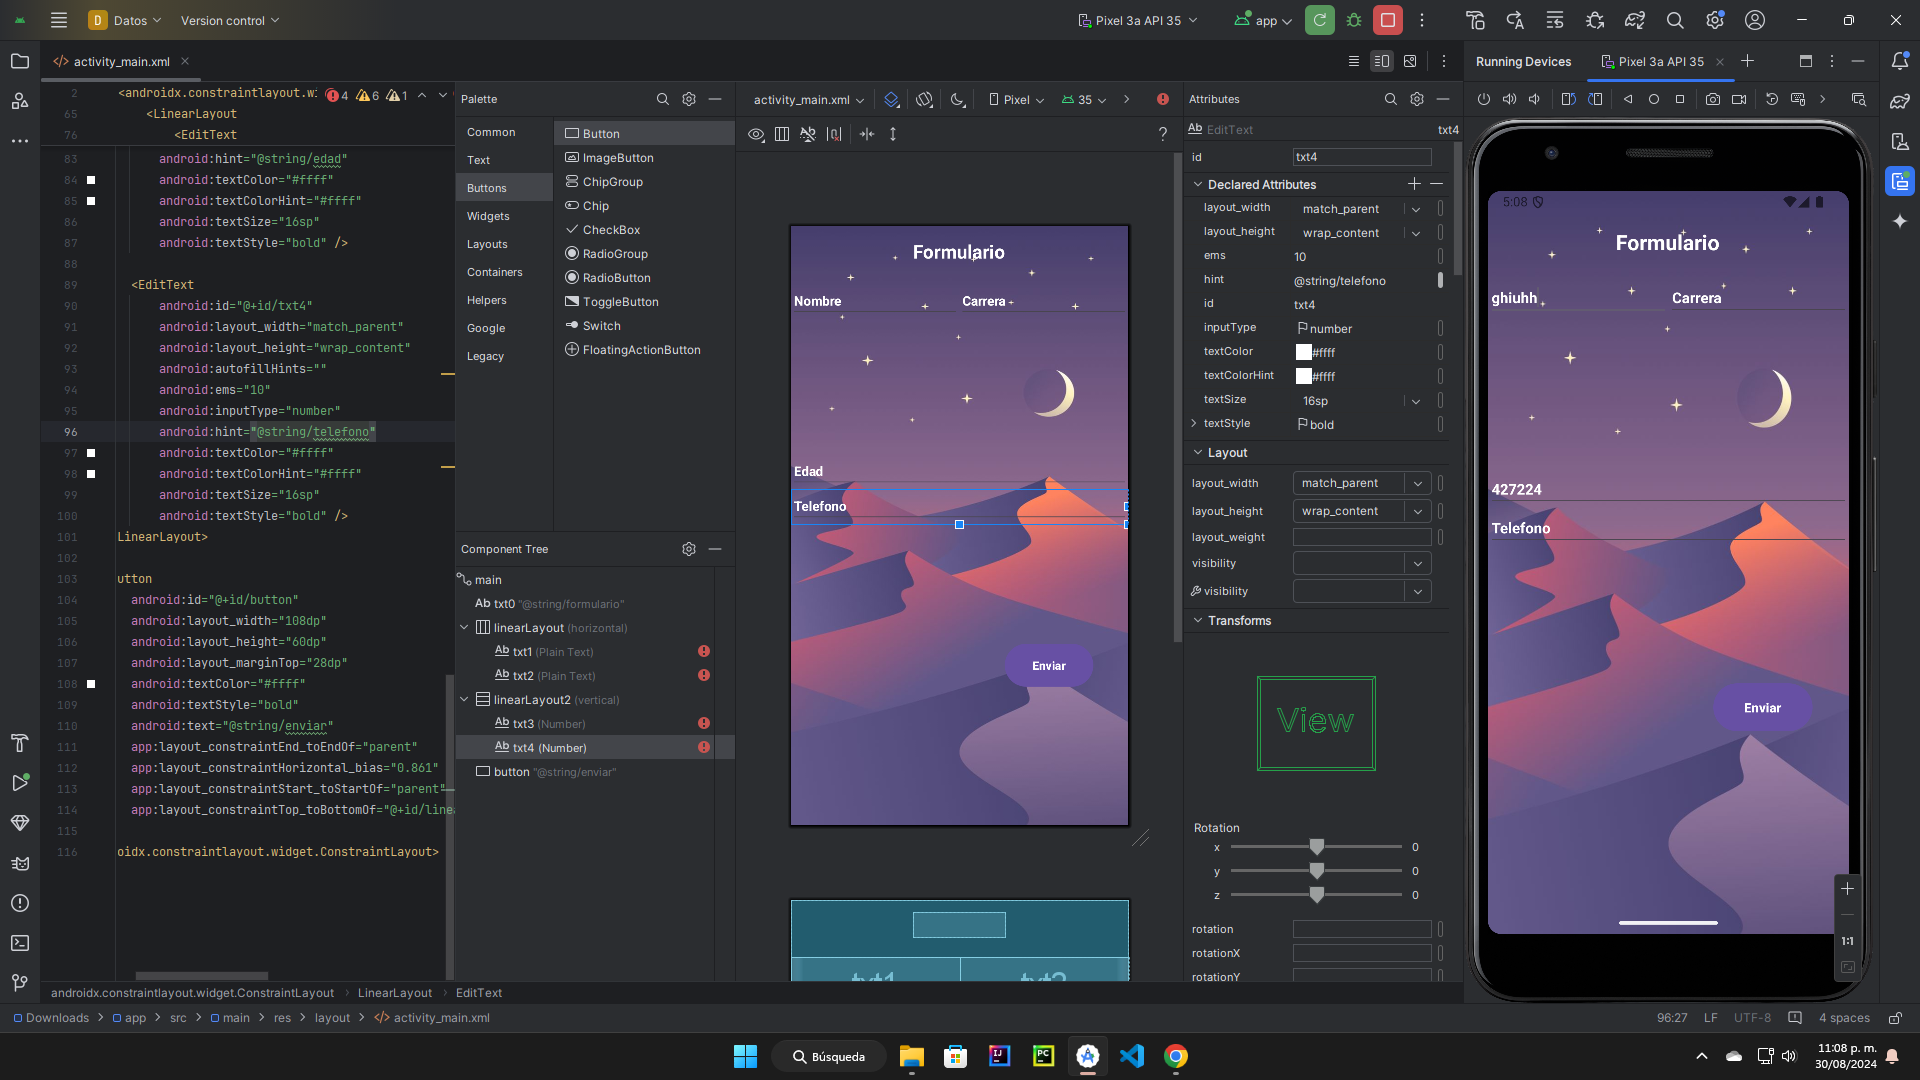 D Datos
Version control
Pixel 3a API 35
app
activity_main.xml
Running Devices
Pixel 3a API 35
2 <androidx.constraintlayout.wi
4 6 1
65 <LinearLayout
76 <EditText
83 android:hint="@string/edad"
84 android:textColor="#ffff"
85 android:textColorHint="#ffff"
86 android:textSize="16sp"
87 android:textStyle="bold" />
88
89 <EditText
90 android:id="@+id/txt4"
91 android:layout_width="match_parent"
92 android:layout_height="wrap_content"
93 android:autofillHints=""
94 android:ems="10"
95 android:inputType="number"
96 android:hint="@string/telefono"
97 android:textColor="#ffff"
98 android:textColorHint="#ffff"
99 android:textSize="16sp"
100 android:textStyle="bold" />
101 LinearLayout>
102
103 utton
104 android:id="@+id/button"
105 android:layout_width="108dp"
106 android:layout_height="60dp"
107 android:layout_marginTop="28dp"
108 android:textColor="#ffff"
109 android:textStyle="bold"
110 android:text="@string/enviar"
111 app:layout_constraintEnd_toEndOf="parent"
112 app:layout_constraintHorizontal_bias="0.861"
113 app:layout_constraintStart_toStartOf="parent"
114 app:layout_constraintTop_toBottomOf="@+id/line
115
116 oidx.constraintlayout.widget.ConstraintLayout>
androidx.constraintlayout.widget.ConstraintLayout
LinearLayout
EditText
Palette
Common
Text
Buttons
Widgets
Layouts
Containers
Helpers
Google
Legacy
Button
ImageButton
ChipGroup
Chip
CheckBox
RadioGroup
RadioButton
ToggleButton
Switch
FloatingActionButton
Component Tree
main
Ab txt0 "@string/formulario"
linearLayout (horizontal)
Ab txt1 (Plain Text)
Ab txt2 (Plain Text)
linearLayout2 (vertical)
Ab txt3 (Number)
Ab txt4 (Number)
button "@string/enviar"
activity_main.xml
Pixel
35
?
Formulario
Nombre
Carrera
Edad
Telefono
Enviar
txt1
txt2
Attributes
Ab EditText
txt4
id txt4
Declared Attributes
layout_width match_parent
layout_height wrap_content
ems 10
hint @string/telefono
id txt4
inputType number
textColor #ffff
textColorHint #ffff
textSize 16sp
textStyle bold
Layout
layout_width match_parent
layout_height wrap_content
layout_weight
visibility
visibility
Transforms
View
Rotation
x 0
y 0
z 0
rotation
rotationX
rotationY
5:08
Formulario
ghiuhh
Carrera
427224
Telefono
Enviar
1:1
Downloads
app
src
main
res
layout
activity_main.xml
96:27
LF
UTF-8
4 spaces
Búsqueda
11:08 p. m.
30/08/2024